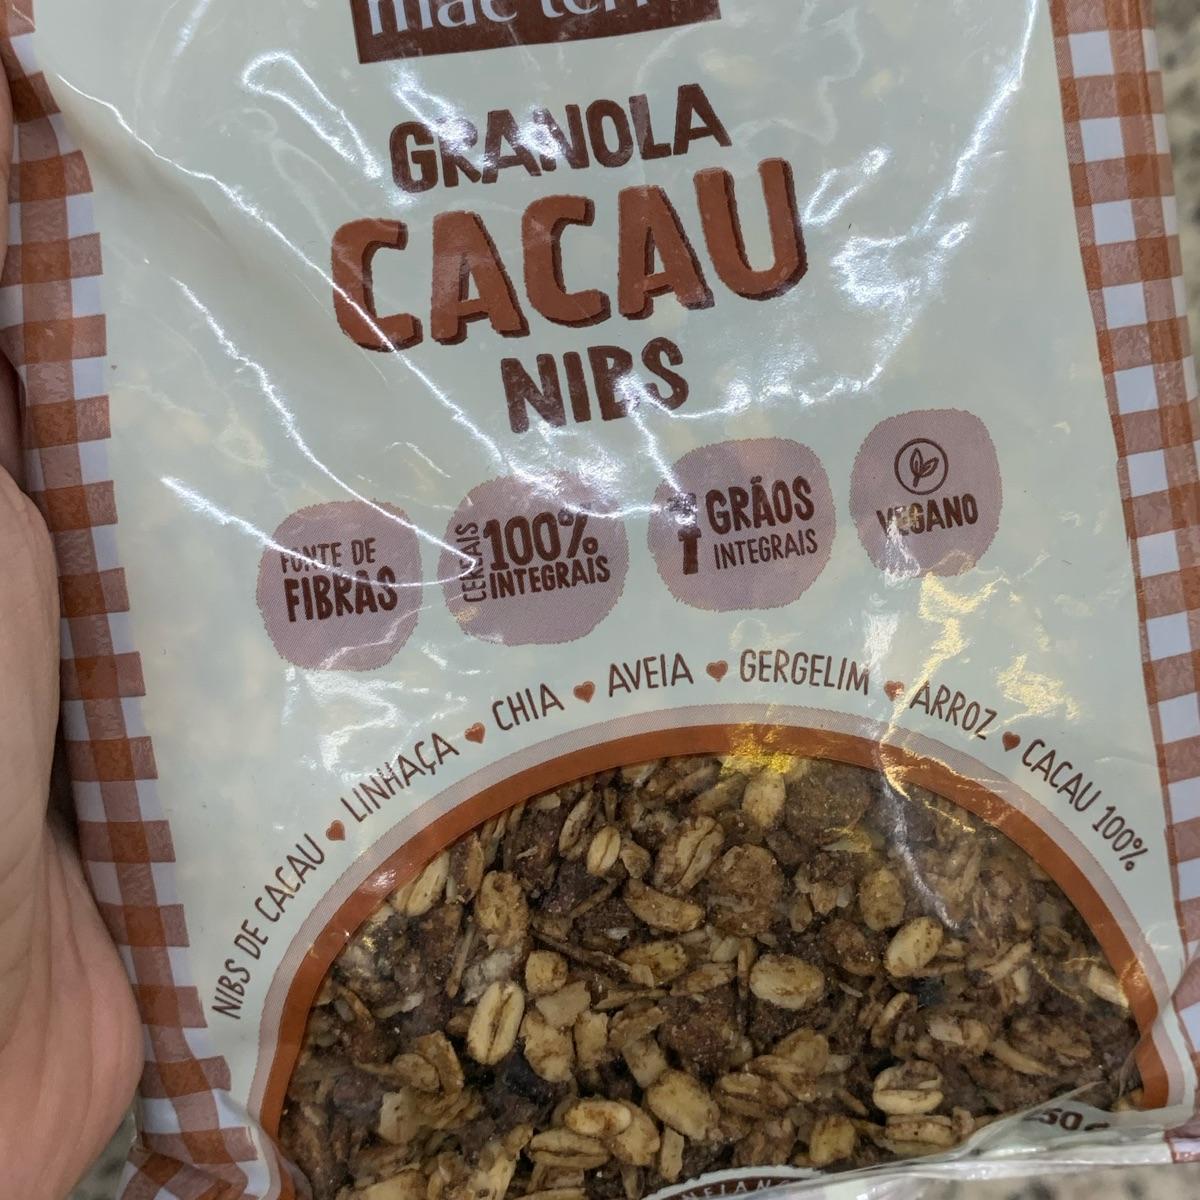 GRANOLA
CACAU
NIBS
FONTE DE
FIBRAS
CEREAIS
100%
INTEGRAIS
GRÃOS
INTEGRAIS
VEGANO
NIBS DE CACAU ♥ LINHAÇA ♥ CHIA ♥ AVEIA ♥ GERGELIM ♥ ARROZ ♥ CACAU 100%